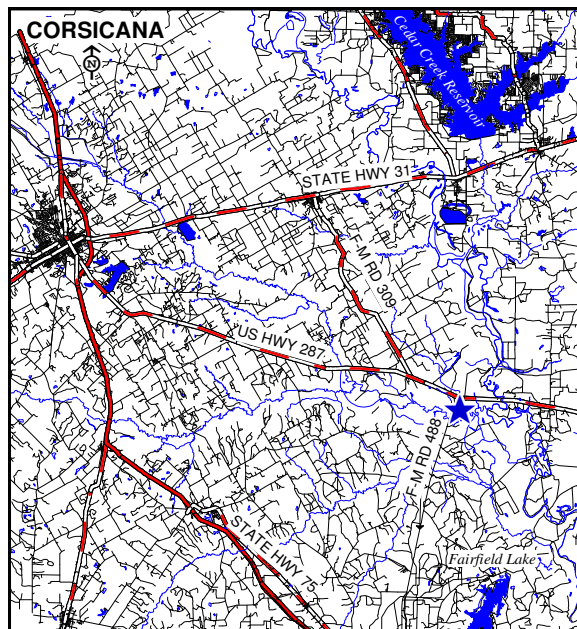 CORSICANA
N
Cedar Creek Reservoir
STATE HWY 31
F-M RD 309
US HWY 287
F-M RD 488
STATE HWY 75
Fairfield Lake